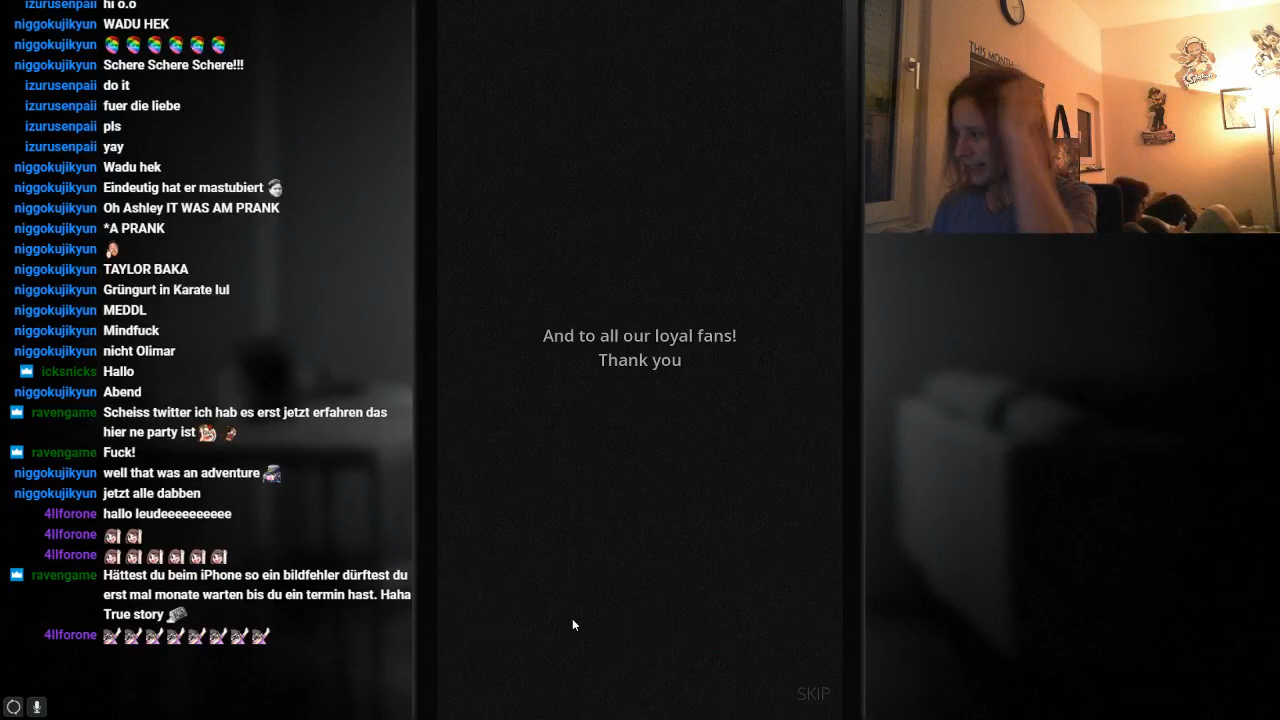 izurusenpaii hi o.o
niggokujikyun WADU HEK
niggokujikyun
niggokujikyun Schere Schere Schere!!!
izurusenpaii do it
izurusenpaii fuer die liebe
izurusenpaii pls
izurusenpaii yay
niggokujikyun Wadu hek
niggokujikyun Eindeutig hat er mastubiert
niggokujikyun Oh Ashley IT WAS AM PRANK
niggokujikyun *A PRANK
niggokujikyun
niggokujikyun TAYLOR BAKA
niggokujikyun Grüngurt in Karate lul
niggokujikyun MEDDL
niggokujikyun Mindfuck
niggokujikyun nicht Olimar
icksnicks Hallo
niggokujikyun Abend
ravengame Scheiss twitter ich hab es erst jetzt erfahren das
hier ne party ist
ravengame Fuck!
niggokujikyun well that was an adventure
niggokujikyun jetzt alle dabben
4llforone hallo leudeeeeeeeeee
4llforone
4llforone
ravengame Hättest du beim iPhone so ein bildfehler dürftest du
erst mal monate warten bis du ein termin hast. Haha
True story
4llforone
And to all our loyal fans!
Thank you
SKIP
THIS MONTH